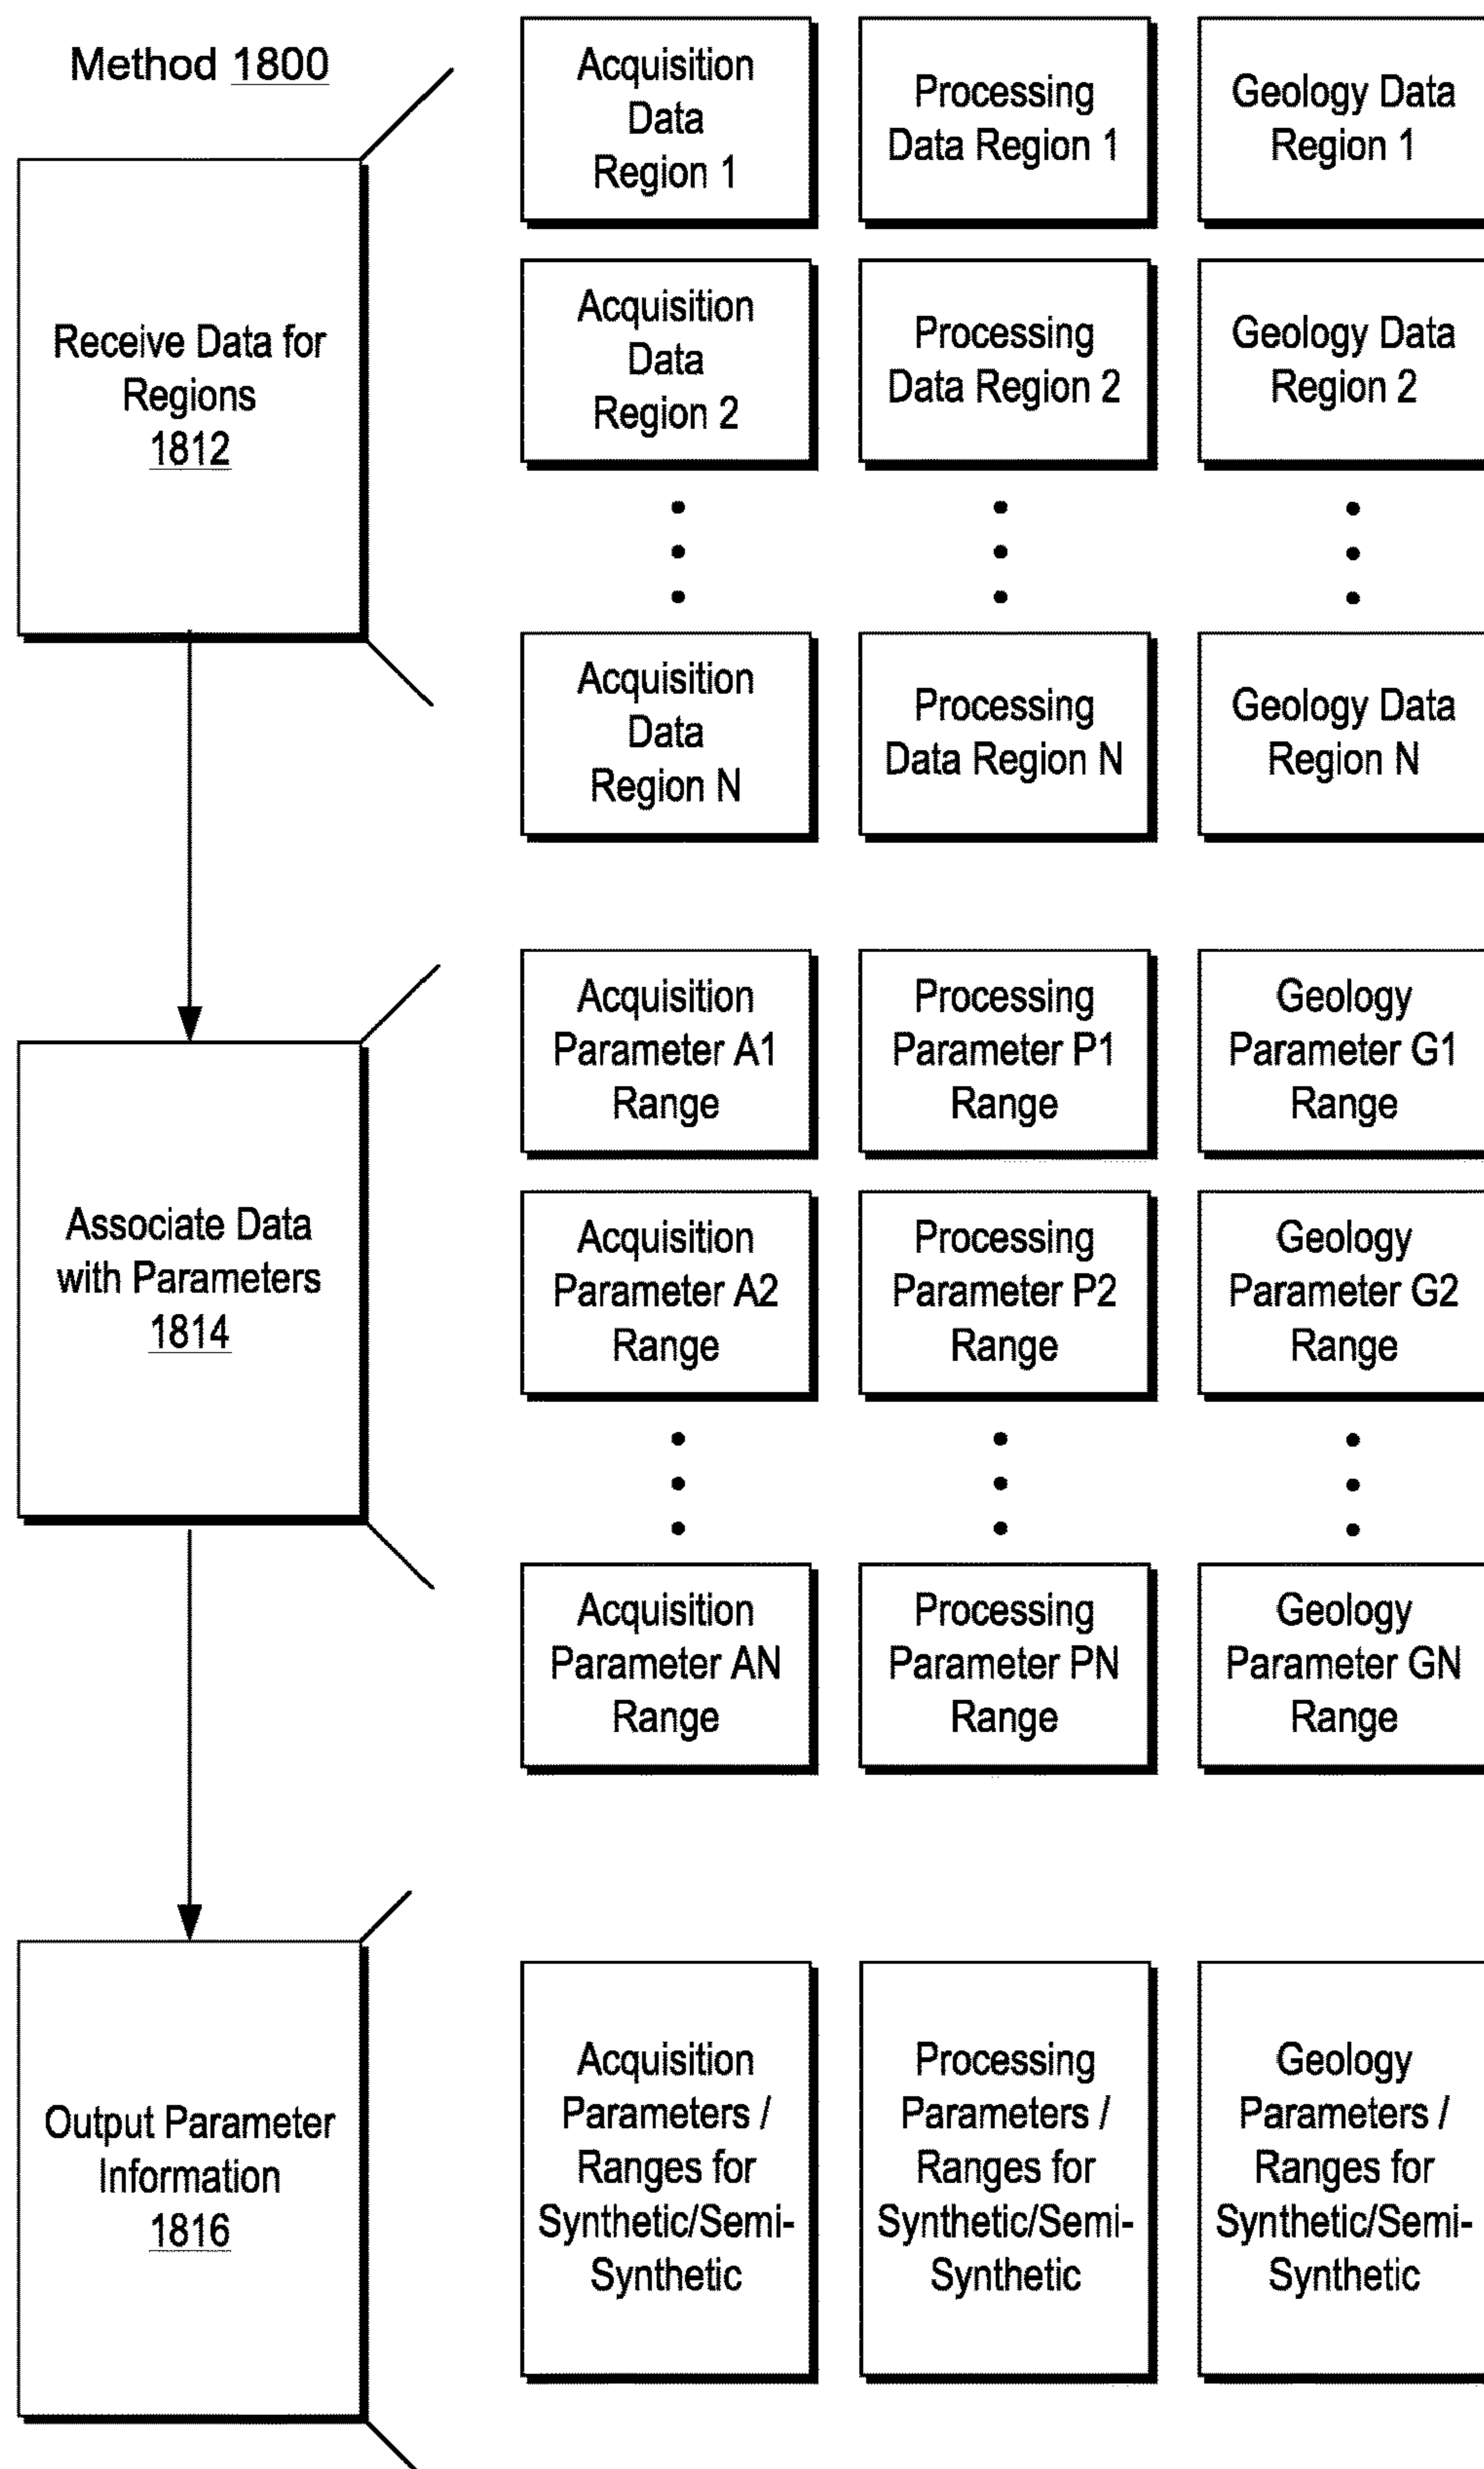 Method 1800
Receive Data for
Regions
1812
Acquisition
Data
Region 1
Processing
Data Region 1
Geology Data
Region 1
Acquisition
Data
Region 2
Processing
Data Region 2
Geology Data
Region 2
Acquisition
Data
Region N
Processing
Data Region N
Geology Data
Region N
Associate Data
with Parameters
1814
Acquisition
Parameter A1
Range
Processing
Parameter P1
Range
Geology
Parameter G1
Range
Acquisition
Parameter A2
Range
Processing
Parameter P2
Range
Geology
Parameter G2
Range
Acquisition
Parameter AN
Range
Processing
Parameter PN
Range
Geology
Parameter GN
Range
Output Parameter
Information
1816
Acquisition
Parameters /
Ranges for
Synthetic/Semi-
Synthetic
Processing
Parameters /
Ranges for
Synthetic/Semi-
Synthetic
Geology
Parameters /
Ranges for
Synthetic/Semi-
Synthetic